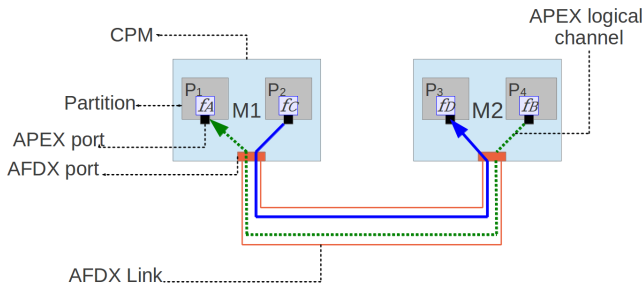 CPM
APEX logical
channel
Partition
APEX port
AFDX port
P1
fA
P2
fC
M1
P3
fD
P4
fB
M2
AFDX Link